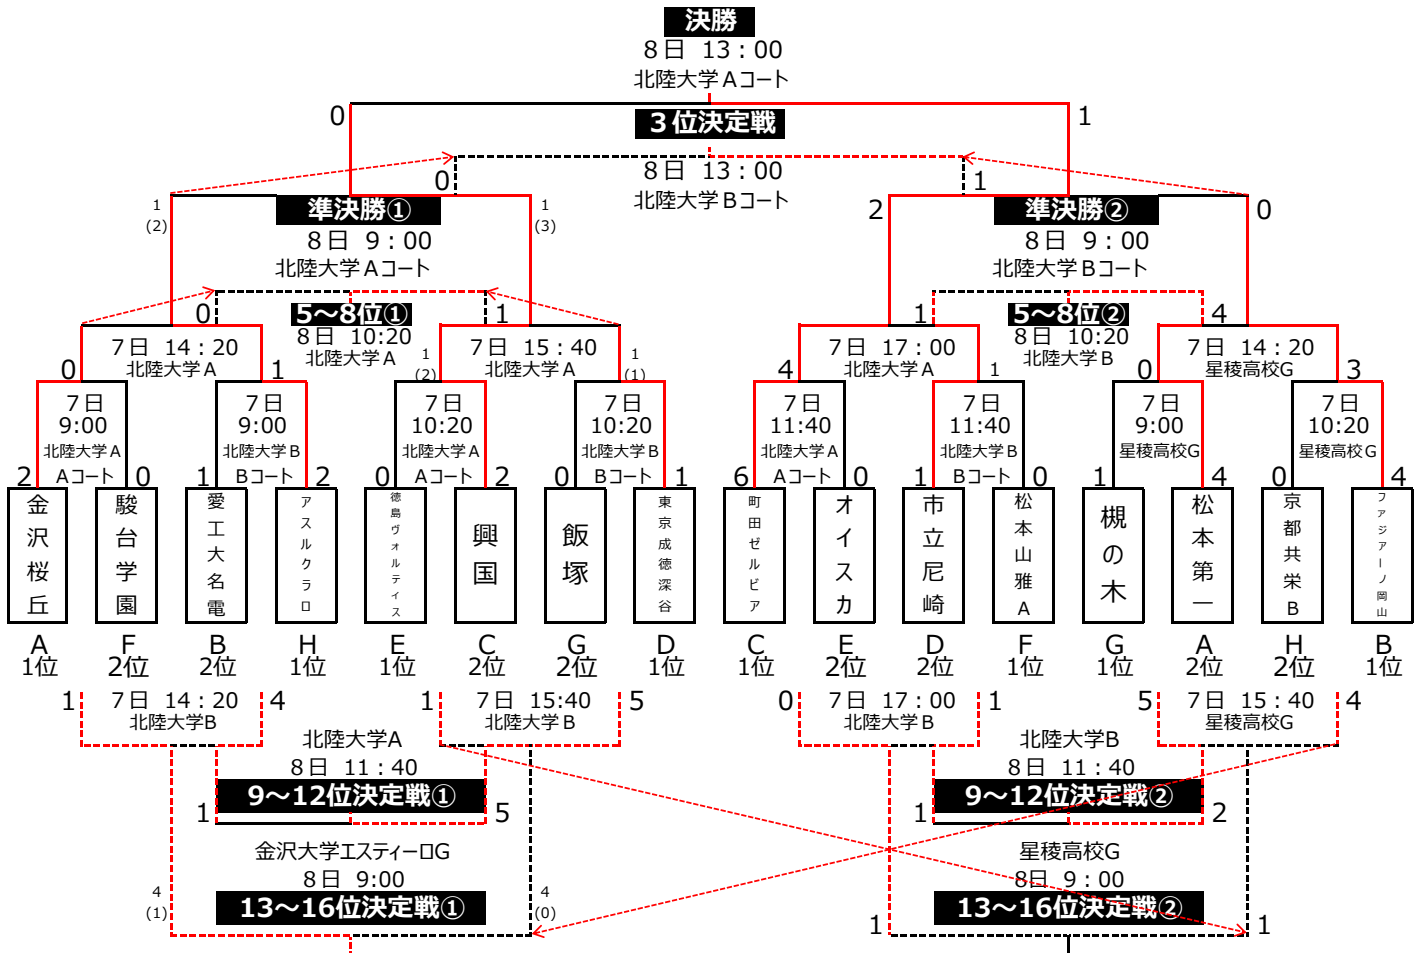 決勝
8日 13：00
北陸大学Aコート
0
1
３位決定戦
0
8日 13：00
1
北陸大学Bコート
1
(2)
準決勝①
1
(3)
2
準決勝②
0
8日 9：00
北陸大学Aコート
8日 9：00
北陸大学Bコート
0
5～8位①
1
1
5～8位②
4
8日 10:20
北陸大学A
8日 10:20
北陸大学B
0
7日 14：20
北陸大学A
1
1
(2)
7日 15：40
北陸大学A
1
(1)
4
7日 17：00
北陸大学A
1
0
7日 14：20
星稜高校G
3
7日
9:00
北陸大学A
Aコート
7日
9:00
北陸大学B
Bコート
7日
10:20
北陸大学A
Aコート
7日
10:20
北陸大学B
Bコート
7日
11:40
北陸大学A
Aコート
7日
11:40
北陸大学B
Bコート
7日
9:00
星稜高校G
7日
10:20
星稜高校G
2 0 1 2 0 2 0 1 6 0 1 0 1 4 0 4
金沢桜丘
駿台学園
愛工大名電
アスルクラロ
徳島ヴォルティス
興国
飯塚
東京成徳深谷
町田ゼルビア
オイスカ
市立尼崎
松本山雅A
槻の木
松本第一
京都共栄B
ファジアーノ岡山
A F B H E C G D C E D F G A H B
1位 2位 2位 1位 1位 2位 2位 1位 1位 2位 2位 1位 1位 2位 2位 1位
1
7日 14：20
北陸大学B
4
1
7日 15:40
北陸大学B
5
0
7日 17：00
北陸大学B
1
5
7日 15：40
星稜高校G
4
北陸大学A
8日 11：40
9～12位決定戦①
1
5
北陸大学B
8日 11：40
9～12位決定戦②
1
2
金沢大学エスティーロG
8日 9:00
13～16位決定戦①
4
(1)
4
(0)
星稜高校G
8日 9：00
13～16位決定戦②
1
1